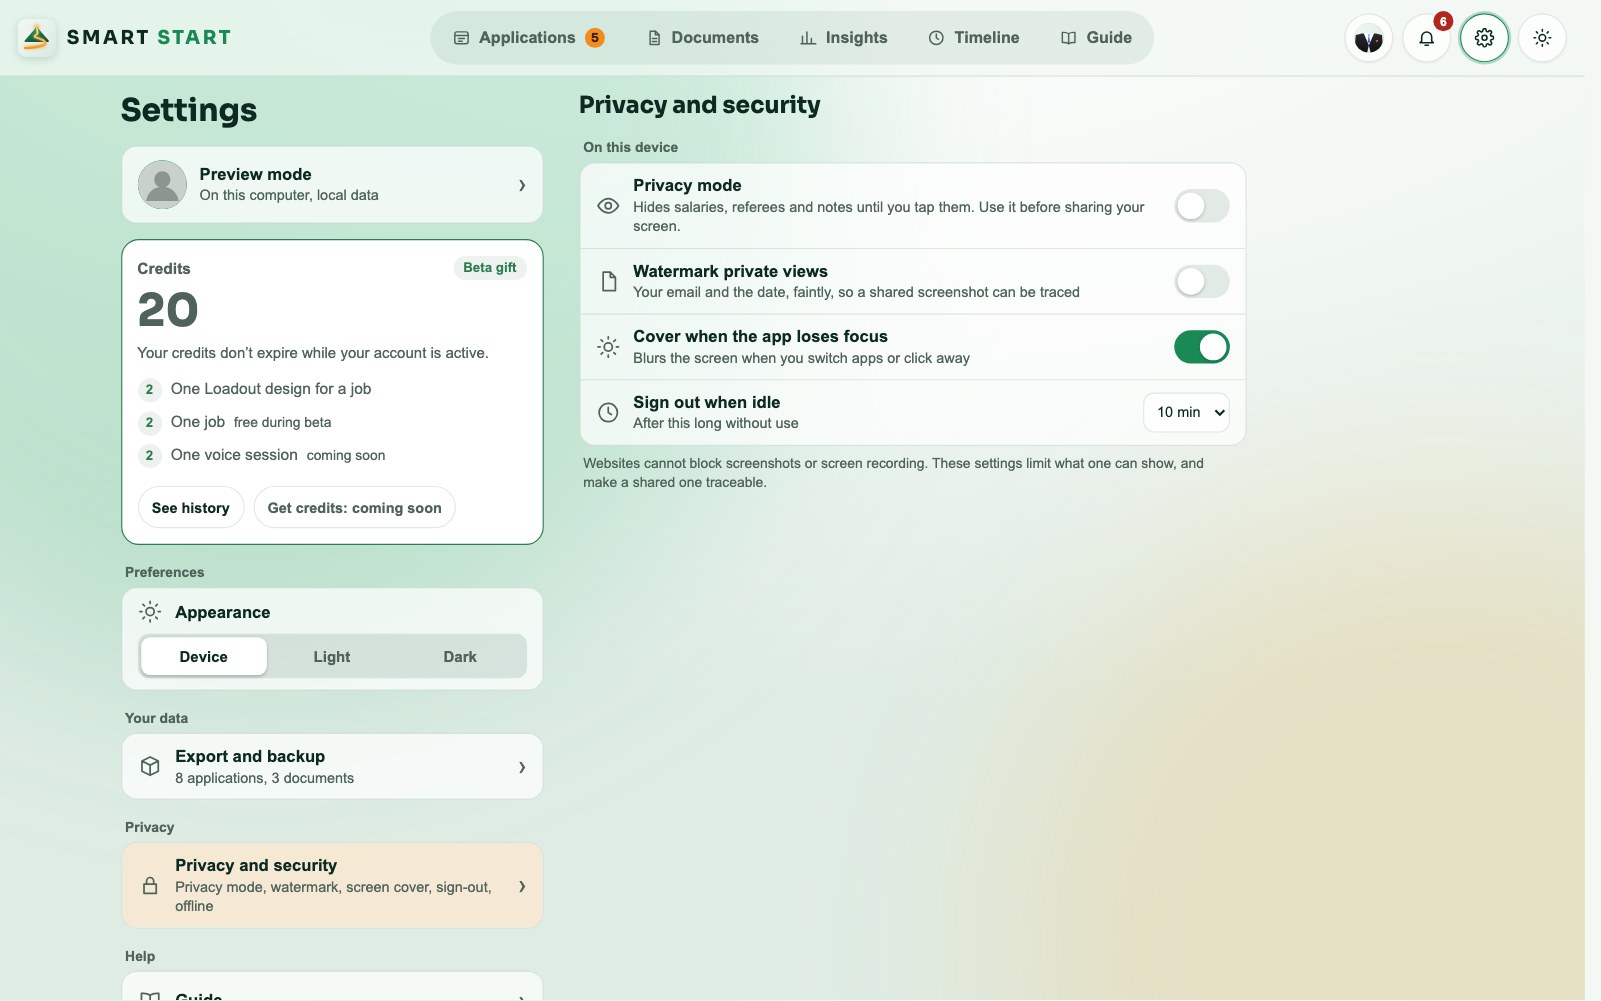 SMART START
Applications 5
Documents
Insights
Timeline
Guide
6
Settings
Preview mode
On this computer, local data
Credits
Beta gift
20
Your credits don’t expire while your account is active.
2 One Loadout design for a job
2 One job free during beta
2 One voice session coming soon
See history
Get credits: coming soon
Preferences
Appearance
Device
Light
Dark
Your data
Export and backup
8 applications, 3 documents
Privacy
Privacy and security
Privacy mode, watermark, screen cover, sign-out,
offline
Help
Guide
Privacy and security
On this device
Privacy mode
Hides salaries, referees and notes until you tap them. Use it before sharing your
screen.
Watermark private views
Your email and the date, faintly, so a shared screenshot can be traced
Cover when the app loses focus
Blurs the screen when you switch apps or click away
Sign out when idle
After this long without use
10 min
Websites cannot block screenshots or screen recording. These settings limit what one can show, and
make a shared one traceable.